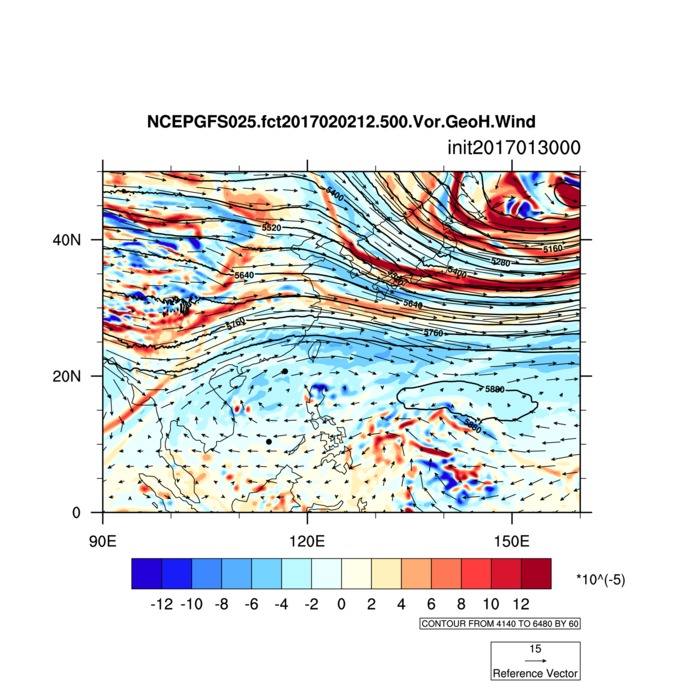 NCEPGFS025.fct2017020212.500.Vor.GeoH.Wind
init2017013000
5400
5520
5160
5280
5400
5640
5640
5760
5760
5880
5880
40N
20N
0
90E 120E 150E
-12 -10 -8 -6 -4 -2 0 2 4 6 8 10 12
*10^(-5)
CONTOUR FROM 4140 TO 6480 BY 60
15
Reference Vector